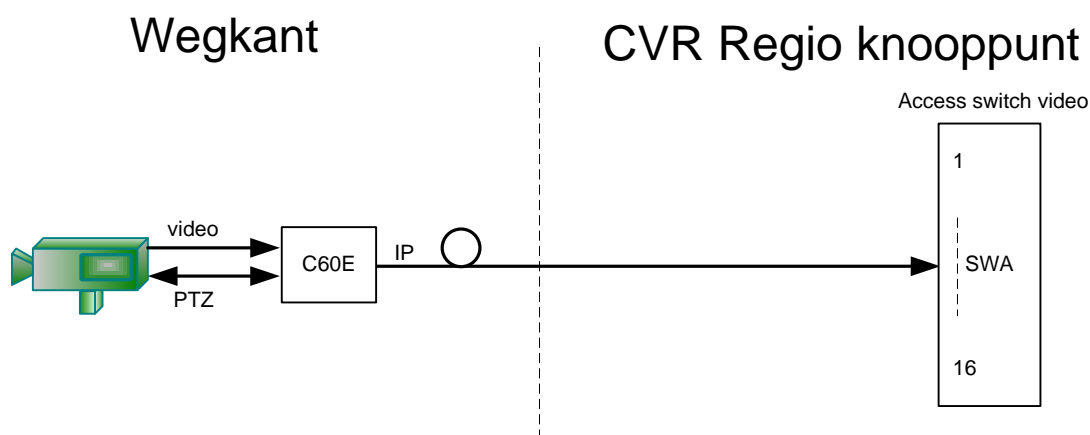 Wegkant
CVR Regio knooppunt
Access switch video
1
video
C60E
IP
SWA
PTZ
16